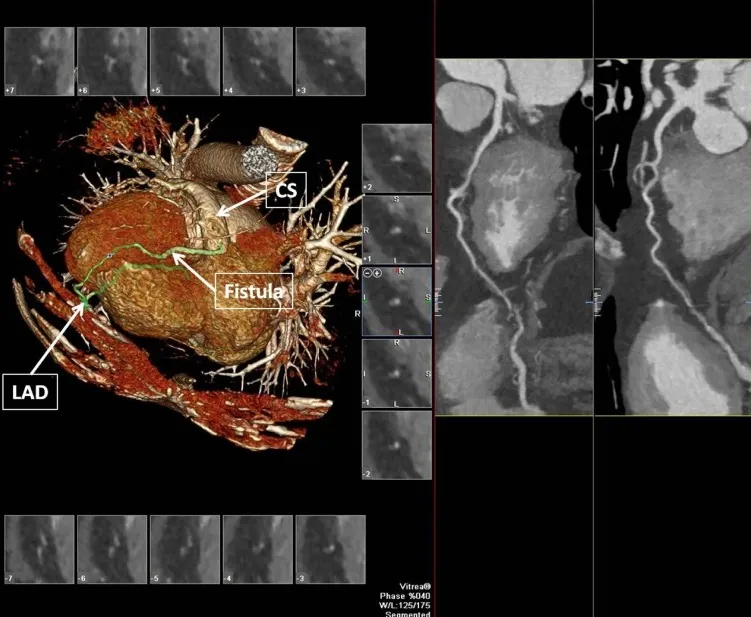 +7
+6
+5
+4
+3
CS
Fistula
LAD
+2
S
R
L
+1
I
R
I
S
R
L
R
I
S
-1
L
-2
-7
-6
-5
-4
-3
Vitrea®
Phase %040
W/L:125/175
Segmented